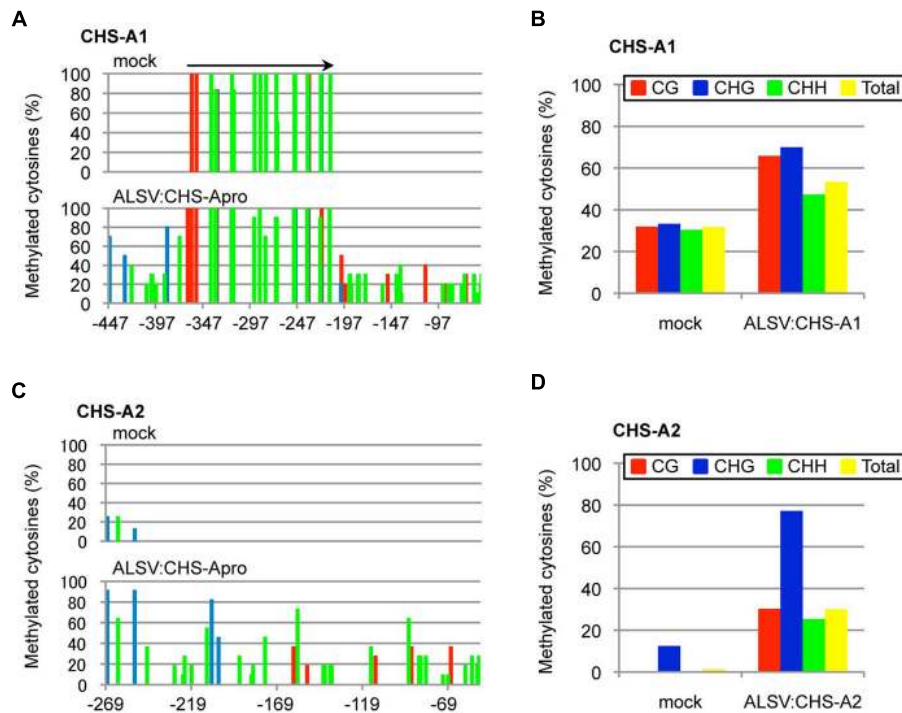 A
CHS-A1
mock
Methylated cytosines (%)
100
80
60
40
20
0
ALSV:CHS-Apro
Methylated cytosines (%)
100
80
60
40
20
0
-447 -397 -347 -297 -247 -197 -147 -97
B
CHS-A1
CG CHG CHH Total
Methylated cytosines (%)
100
80
60
40
20
0
mock ALSV:CHS-A1
C
CHS-A2
mock
Methylated cytosines (%)
100
80
60
40
20
0
ALSV:CHS-Apro
Methylated cytosines (%)
100
80
60
40
20
0
-269 -219 -169 -119 -69
D
CHS-A2
CG CHG CHH Total
Methylated cytosines (%)
100
80
60
40
20
0
mock ALSV:CHS-A2